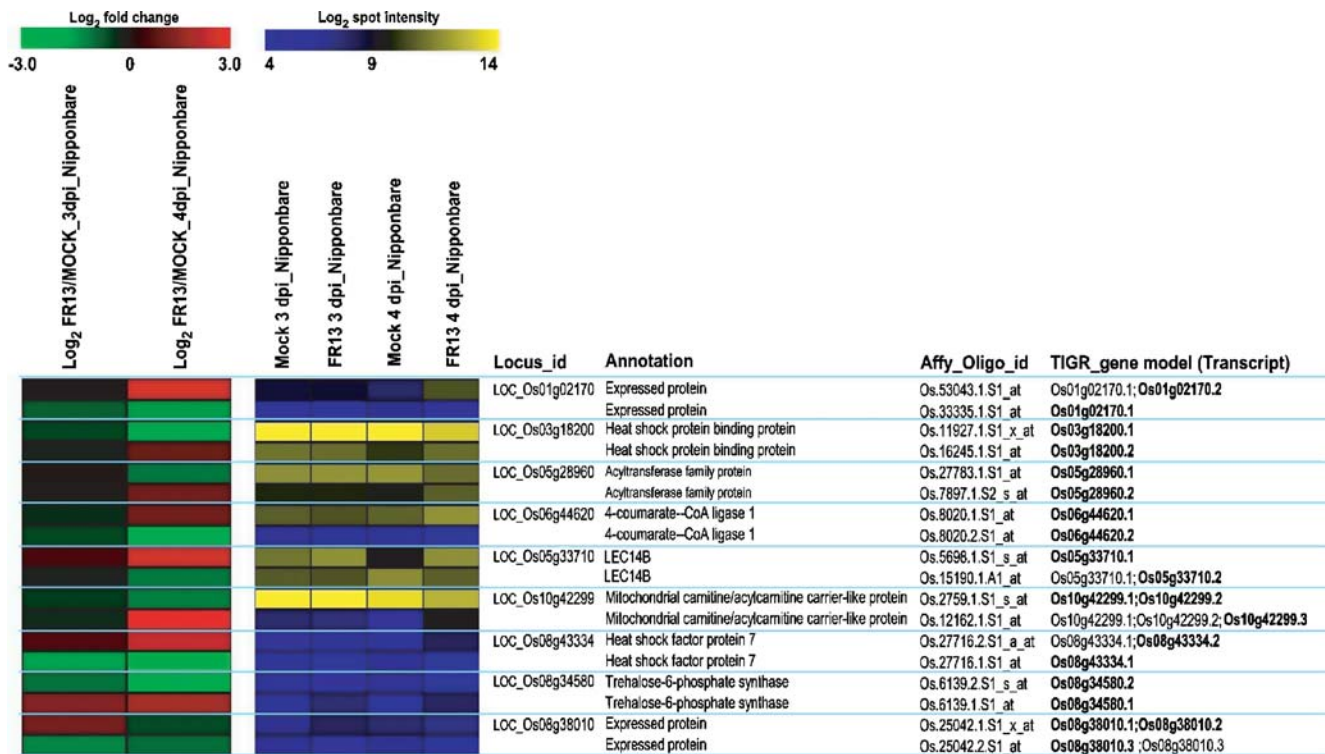 Log2 fold change Log2 spot intensity
-3.0 0 3.0 4 9 14
Log2 FR13/MOCK_3dpi_Nipponbare
Log2 FR13/MOCK_4dpi_Nipponbare
Mock 3 dpi_Nipponbare
FR13 3 dpi_Nipponbare
Mock 4 dpi_Nipponbare
FR13 4 dpi_Nipponbare
Locus_id Annotation Affy_Oligo_id TIGR_gene model (Transcript)
LOC_Os01g02170 Expressed protein Os.53043.1.S1_at Os01g02170.1; Os01g02170.2
Expressed protein Os.33335.1.S1_at Os01g02170.1
LOC_Os03g18200 Heat shock protein binding protein Os.11927.1.S1_x_at Os03g18200.1
Heat shock protein binding protein Os.16245.1.S1_at Os03g18200.2
LOC_Os05g28960 Acyltransferase family protein Os.27783.1.S1_at Os05g28960.1
Acyltransferase family protein Os.7897.1.S2_s_at Os05g28960.2
LOC_Os06g44620 4-coumarate--CoA ligase 1 Os.8020.1.S1_at Os06g44620.1
4-coumarate--CoA ligase 1 Os.8020.2.S1_at Os06g44620.2
LOC_Os05g33710 LEC14B Os.5698.1.S1_s_at Os05g33710.1
LEC14B Os.15190.1.A1_at Os05g33710.1; Os05g33710.2
LOC_Os10g42299 Mitochondrial carnitine/acylcarnitine carrier-like protein Os.2759.1.S1_s_at Os10g42299.1;Os10g42299.2
Mitochondrial carnitine/acylcarnitine carrier-like protein Os.12162.1.S1_at Os10g42299.1;Os10g42299.2; Os10g42299.3
LOC_Os08g43334 Heat shock factor protein 7 Os.27716.2.S1_a_at Os08g43334.1;Os08g43334.2
Heat shock factor protein 7 Os.27716.1.S1_at Os08g43334.1
LOC_Os08g34580 Trehalose-6-phosphate synthase Os.6139.2.S1_s_at Os08g34580.2
Trehalose-6-phosphate synthase Os.6139.1.S1_at Os08g34580.1
LOC_Os08g38010 Expressed protein Os.25042.1.S1_x_at Os08g38010.1;Os08g38010.2
Expressed protein Os.25042.2.S1_at Os08g38010.3 ;Os08g38010.3